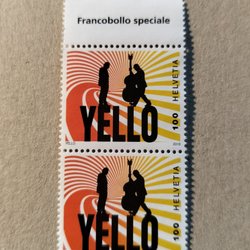 Francobollo speciale
YELLO
100 HELVETIA
YELLO
100 HELVETIA